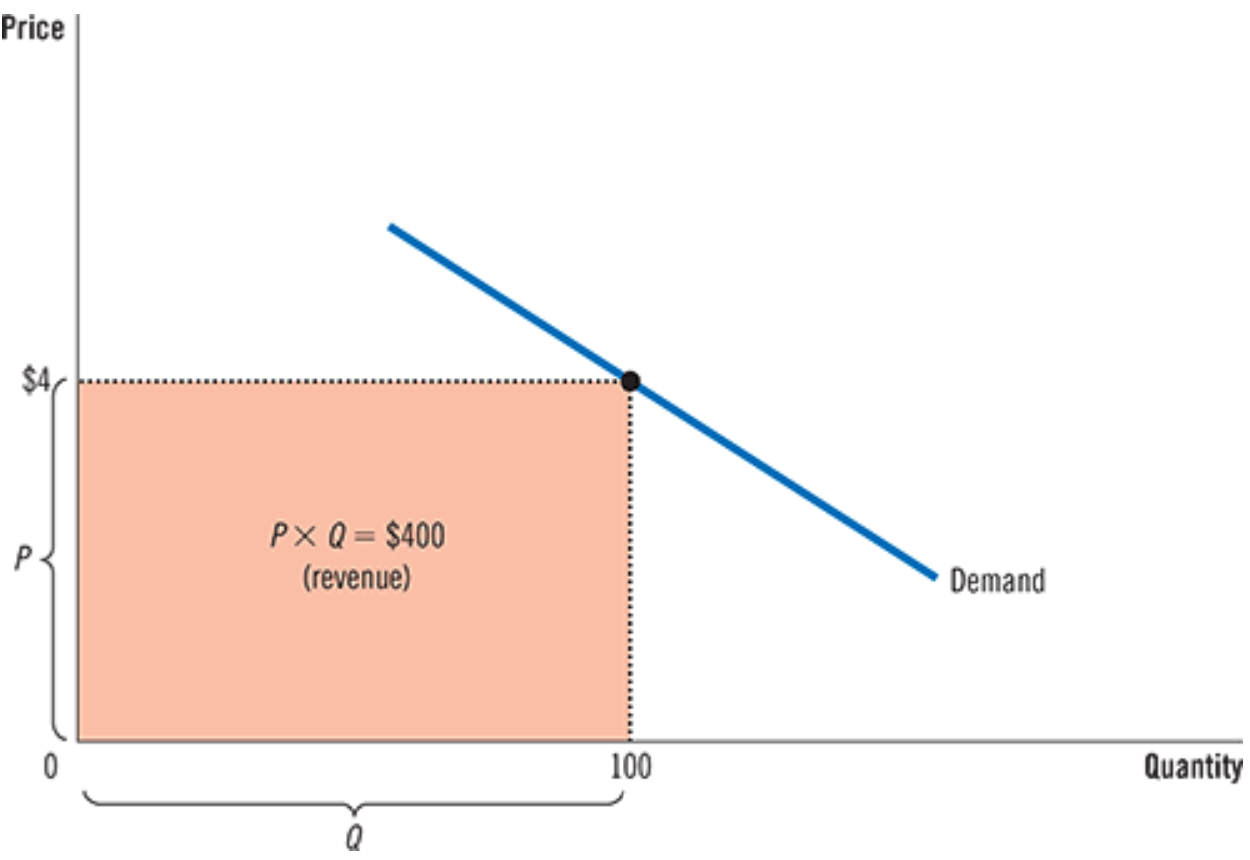 Price
$4
P
P × Q = $400
(revenue)
Demand
0
100
Quantity
Q